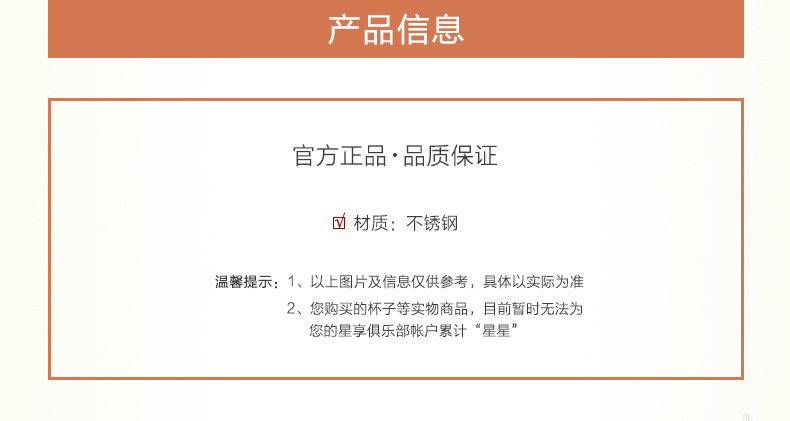 产品信息
官方正品·品质保证
材质：不锈钢
温馨提示：1、以上图片及信息仅供参考，具体以实际为准
2、您购买的杯子等实物商品，目前暂时无法为
您的星享俱乐部帐户累计“星星”